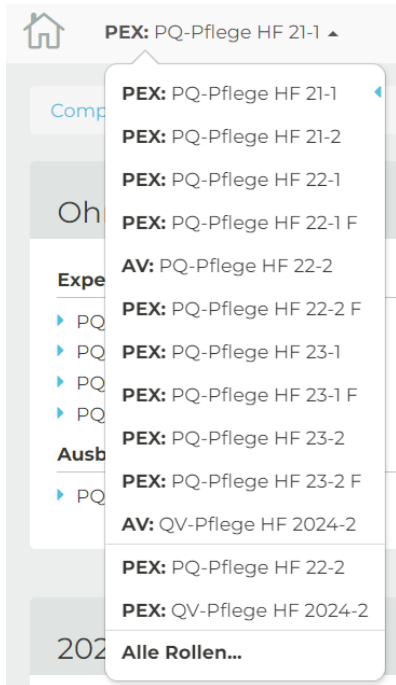 PEX: PQ-Pflege HF 21-1
Comp
PEX: PQ-Pflege HF 21-1
PEX: PQ-Pflege HF 21-2
PEX: PQ-Pflege HF 22-1
Oh
PEX: PQ-Pflege HF 22-1 F
AV: PQ-Pflege HF 22-2
Expe
PEX: PQ-Pflege HF 22-2 F
PQ
PEX: PQ-Pflege HF 23-1
PQ
PQ
PEX: PQ-Pflege HF 23-1 F
PQ
PEX: PQ-Pflege HF 23-2
Ausb
PEX: PQ-Pflege HF 23-2 F
PQ
AV: QV-Pflege HF 2024-2
PEX: PQ-Pflege HF 22-2
PEX: QV-Pflege HF 2024-2
202
Alle Rollen...